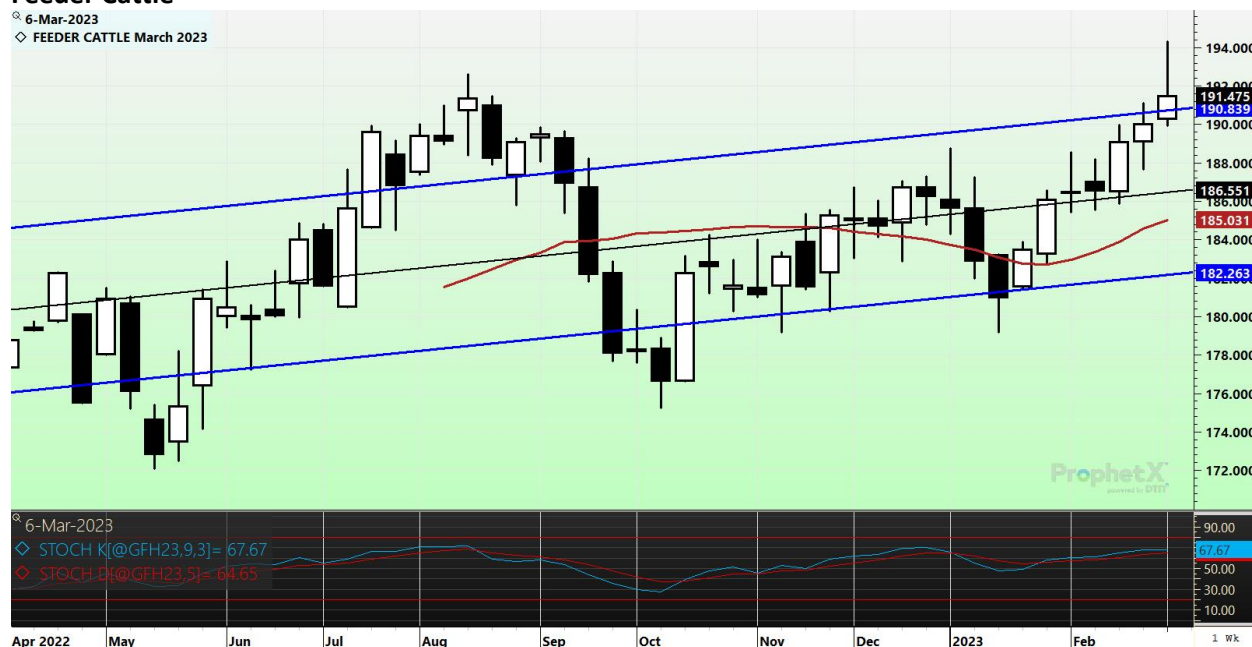 Feeder Cattle
6-Mar-2023
FEEDER CATTLE March 2023
194.000
192.000
191.475
190.839
190.000
188.000
186.551
186.000
185.031
184.000
182.263
180.000
178.000
176.000
174.000
172.000
ProphetX
powered by DTN
6-Mar-2023
STOCH K[@GFH23,9,3]= 67.67
STOCH D[@GFH23,5]= 64.65
90.00
67.67
50.00
30.00
10.00
Apr 2022 May Jun Jul Aug Sep Oct Nov Dec 2023 Feb
1 Wk